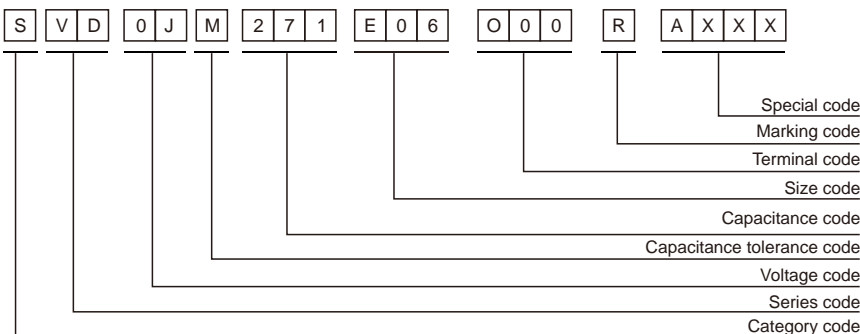 S V D 0 J M 2 7 1 E 0 6 O 0 0 R A X X X
Special code
Marking code
Terminal code
Size code
Capacitance code
Capacitance tolerance code
Voltage code
Series code
Category code